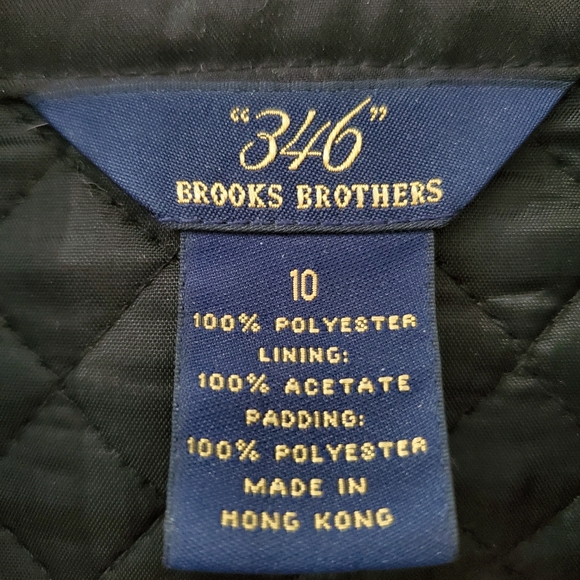 “346”
BROOKS BROTHERS
10
100% POLYESTER
LINING:
100% ACETATE
PADDING:
100% POLYESTER
MADE IN
HONG KONG